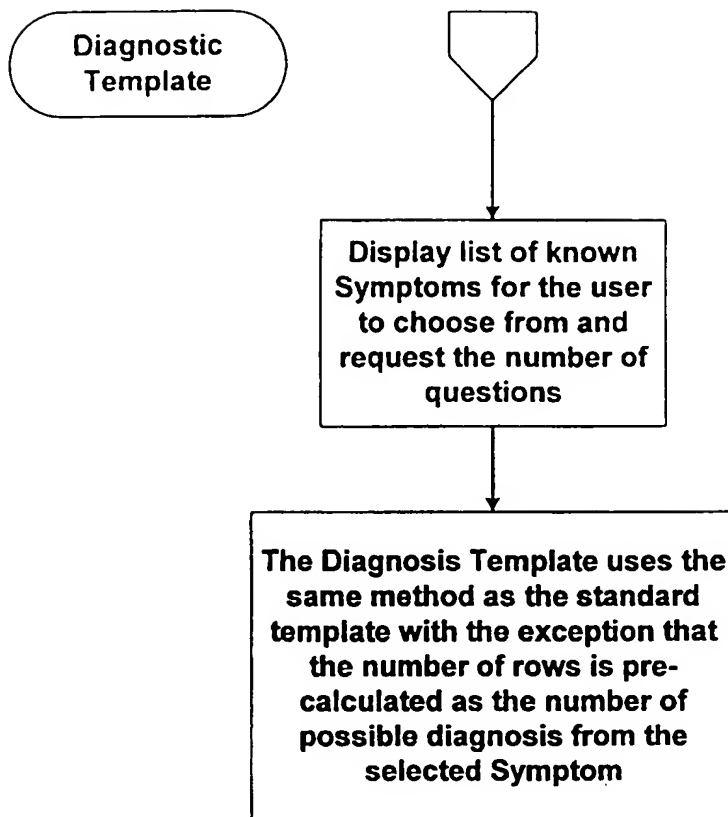 Diagnostic
Template
Display list of known
Symptoms for the user
to choose from and
request the number of
questions
The Diagnosis Template uses the
same method as the standard
template with the exception that
the number of rows is pre-
calculated as the number of
possible diagnosis from the
selected Symptom